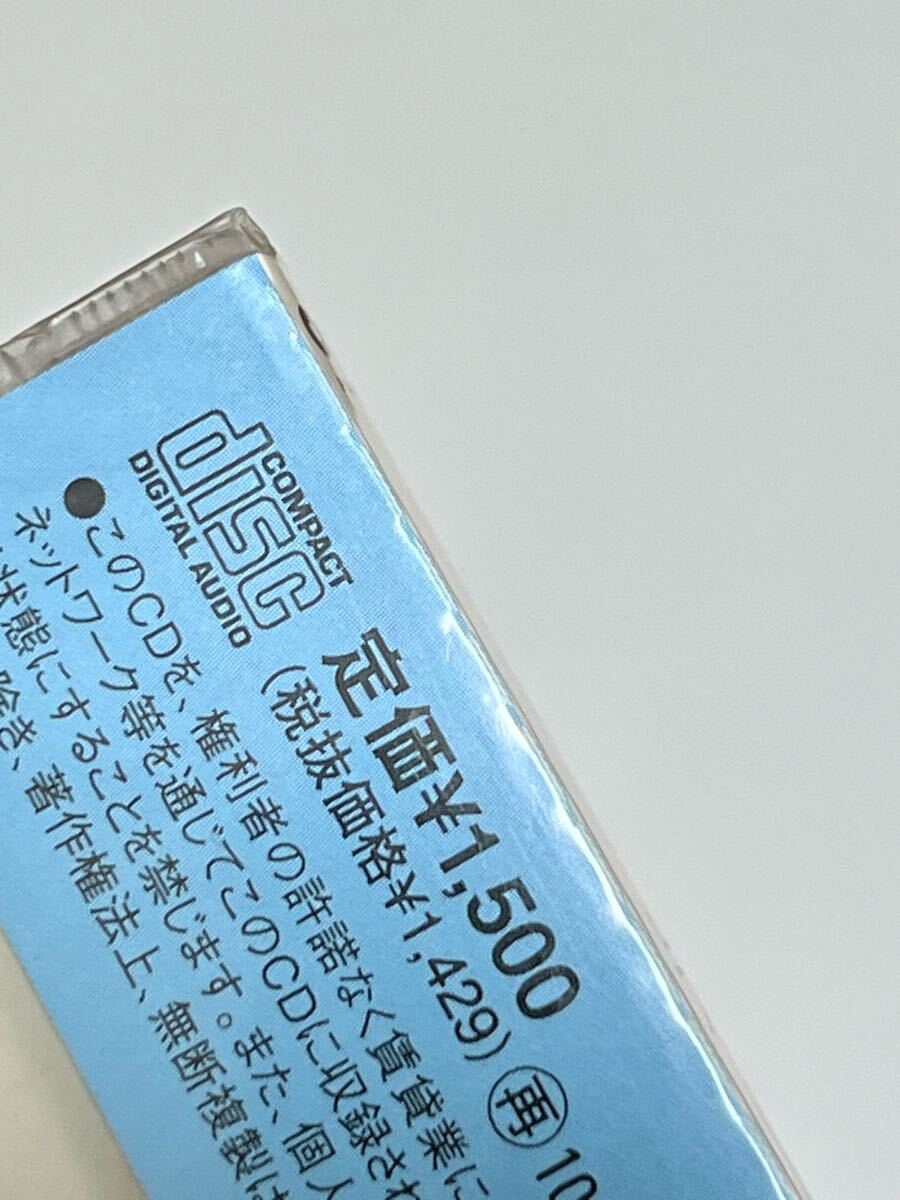 COMPACT
disc
DIGITAL AUDIO
定価¥1,500
(税抜価格¥1,429) 再 10
●このCDを、権利者の許諾なく賃貸業に
ネットワーク等を通じてこのCDに収録され
状態にすることを禁じます。また、個人
除き、著作権法上、無断複製は